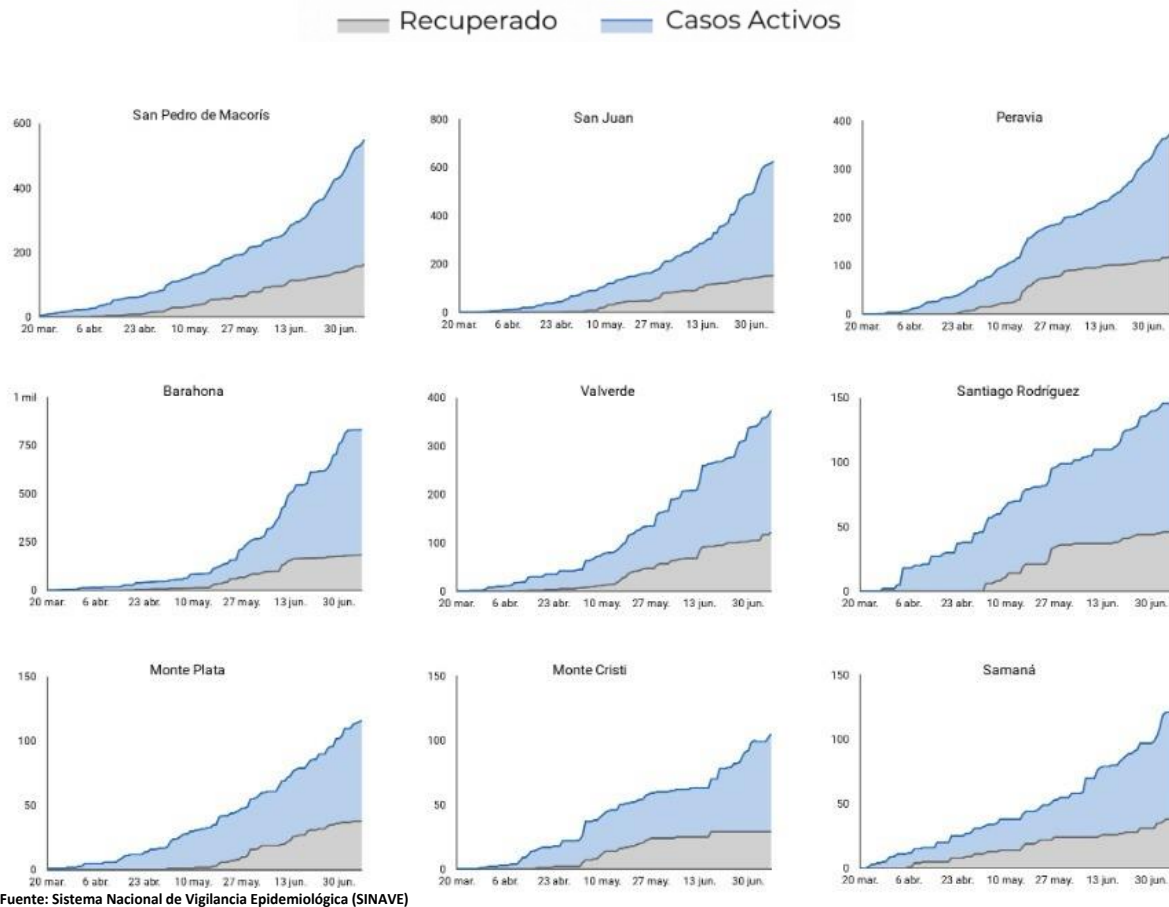 Recuperado Casos Activos
San Pedro de Macorís
600
400
200
0
20 mar. 6 abr. 23 abr. 10 may. 27 may. 13 jun. 30 jun.
San Juan
800
600
400
200
0
20 mar. 6 abr. 23 abr. 10 may. 27 may. 13 jun. 30 jun.
Peravia
400
300
200
100
0
20 mar. 6 abr. 23 abr. 10 may. 27 may. 13 jun. 30 jun.
Barahona
1 mil
750
500
250
0
20 mar. 6 abr. 23 abr. 10 may. 27 may. 13 jun. 30 jun.
Valverde
400
300
200
100
0
20 mar. 6 abr. 23 abr. 10 may. 27 may. 13 jun. 30 jun.
Santiago Rodríguez
150
100
50
0
20 mar. 6 abr. 23 abr. 10 may. 27 may. 13 jun. 30 jun.
Monte Plata
150
100
50
0
20 mar. 6 abr. 23 abr. 10 may. 27 may. 13 jun. 30 jun.
Monte Cristi
150
100
50
0
20 mar. 6 abr. 23 abr. 10 may. 27 may. 13 jun. 30 jun.
Samaná
150
100
50
0
20 mar. 6 abr. 23 abr. 10 may. 27 may. 13 jun. 30 jun.
Fuente: Sistema Nacional de Vigilancia Epidemiológica (SINAVE)